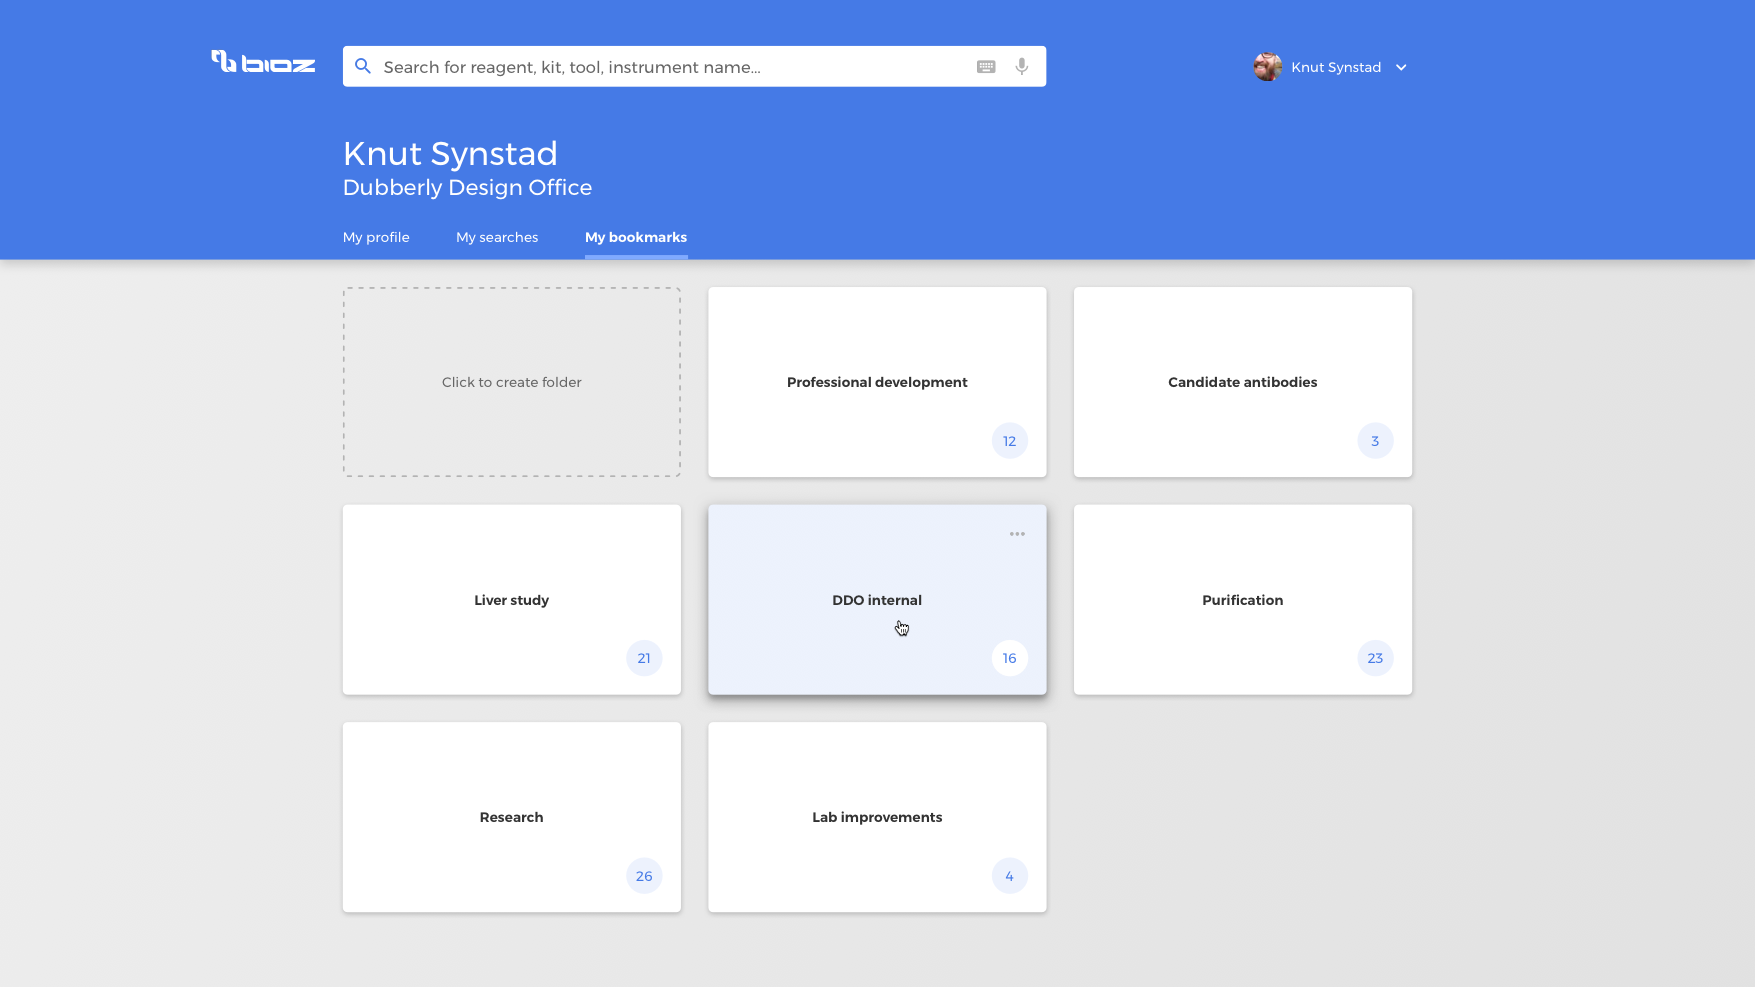 bioz
Search for reagent, kit, tool, instrument name...
Knut Synstad
Knut Synstad
Dubberly Design Office
My profile
My searches
My bookmarks
Click to create folder
Professional development
12
Candidate antibodies
3
Liver study
21
DDO internal
16
Purification
23
Research
26
Lab improvements
4